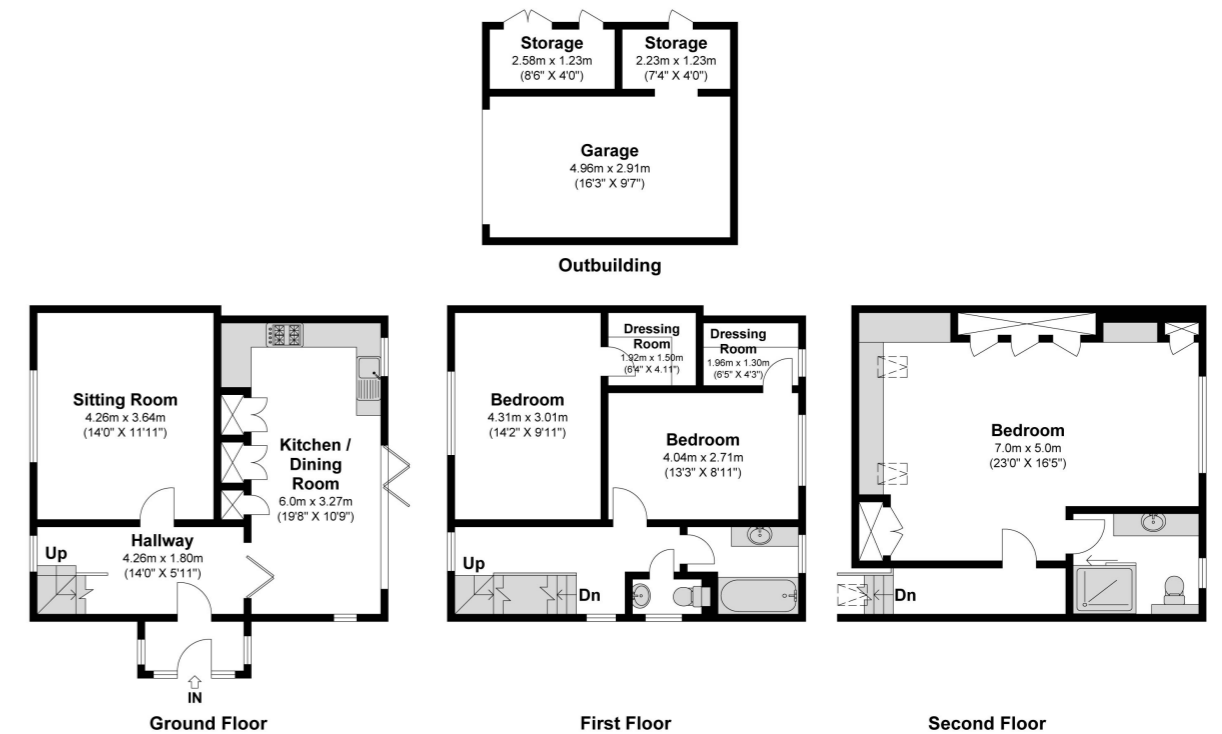 Storage
2.58m x 1.23m
(8'6" X 4'0")
Storage
2.23m x 1.23m
(7'4" X 4'0")
Garage
4.96m x 2.91m
(16'3" X 9'7")
Outbuilding
Sitting Room
4.26m x 3.64m
(14'0" X 11'11")
Kitchen /
Dining
Room
6.0m x 3.27m
(19'8" X 10'9")
Hallway
4.26m x 1.80m
(14'0" X 5'11")
Up
IN
Ground Floor
Dressing
Room
1.92m x 1.50m
(6'4" X 4.11")
Dressing
Room
1.96m x 1.30m
(6'5" X 4'3")
Bedroom
4.31m x 3.01m
(14'2" X 9'11")
Bedroom
4.04m x 2.71m
(13'3" X 8'11")
Up
Dn
First Floor
Bedroom
7.0m x 5.0m
(23'0" X 16'5")
Dn
Second Floor